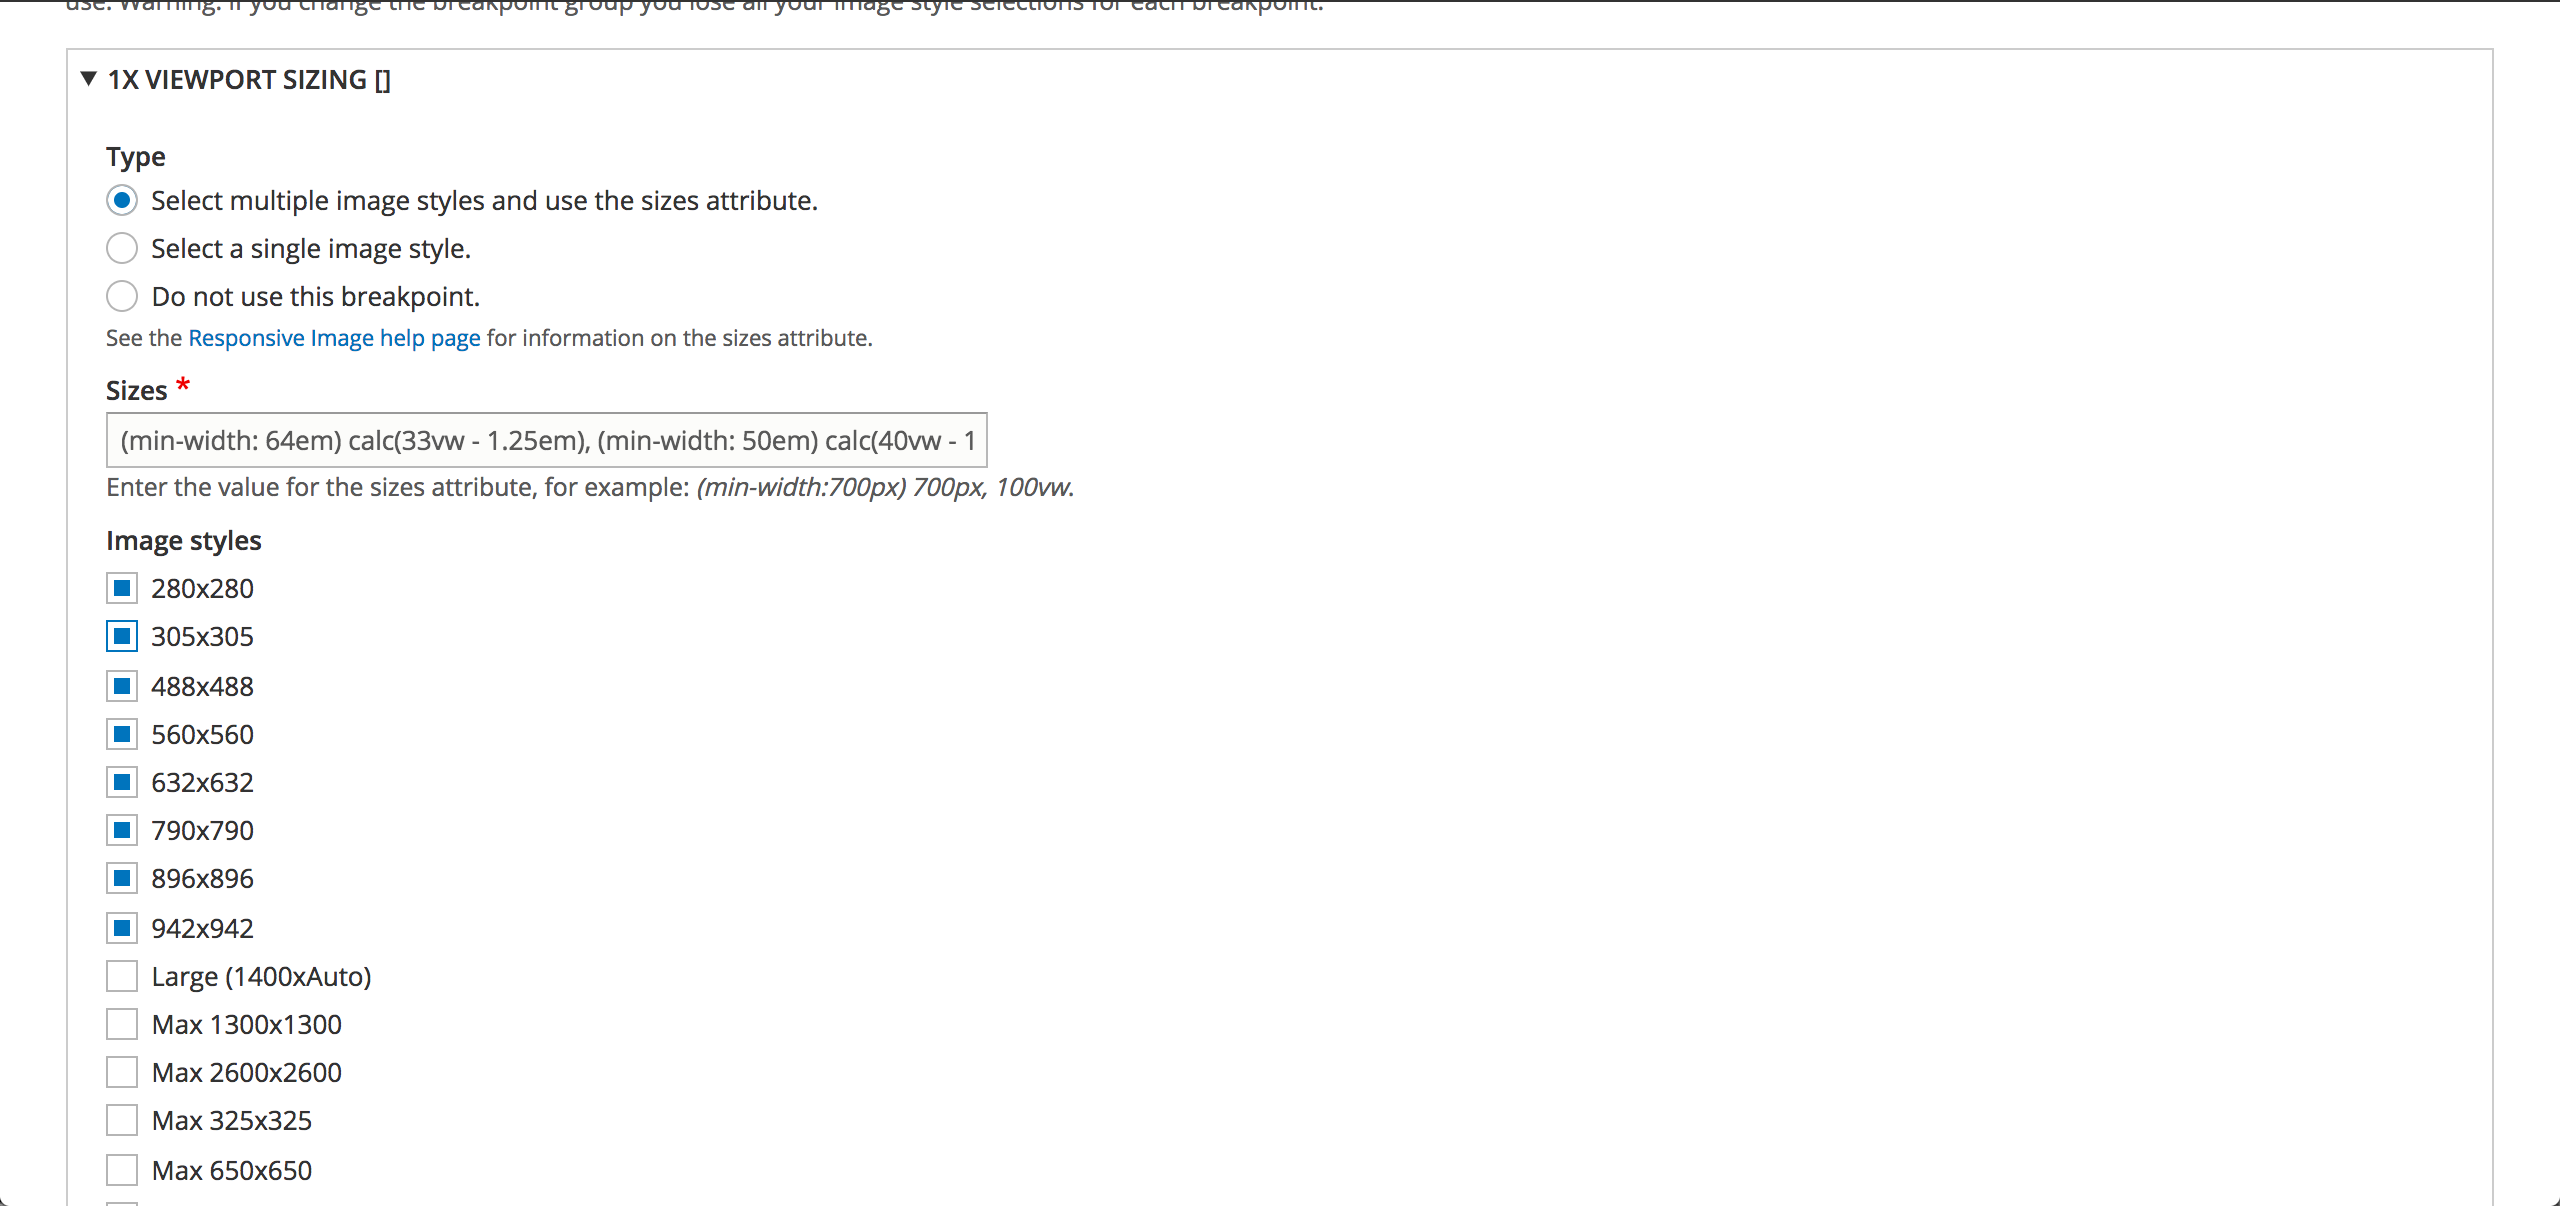 use. Warning: if you change the breakpoint group you lose all your image style selections for each breakpoint.
▼ 1X VIEWPORT SIZING []
Type
Select multiple image styles and use the sizes attribute.
Select a single image style.
Do not use this breakpoint.
See the Responsive Image help page for information on the sizes attribute.
Sizes *
(min-width: 64em) calc(33vw - 1.25em), (min-width: 50em) calc(40vw - 1
Enter the value for the sizes attribute, for example: (min-width:700px) 700px, 100vw.
Image styles
280x280
305x305
488x488
560x560
632x632
790x790
896x896
942x942
Large (1400xAuto)
Max 1300x1300
Max 2600x2600
Max 325x325
Max 650x650